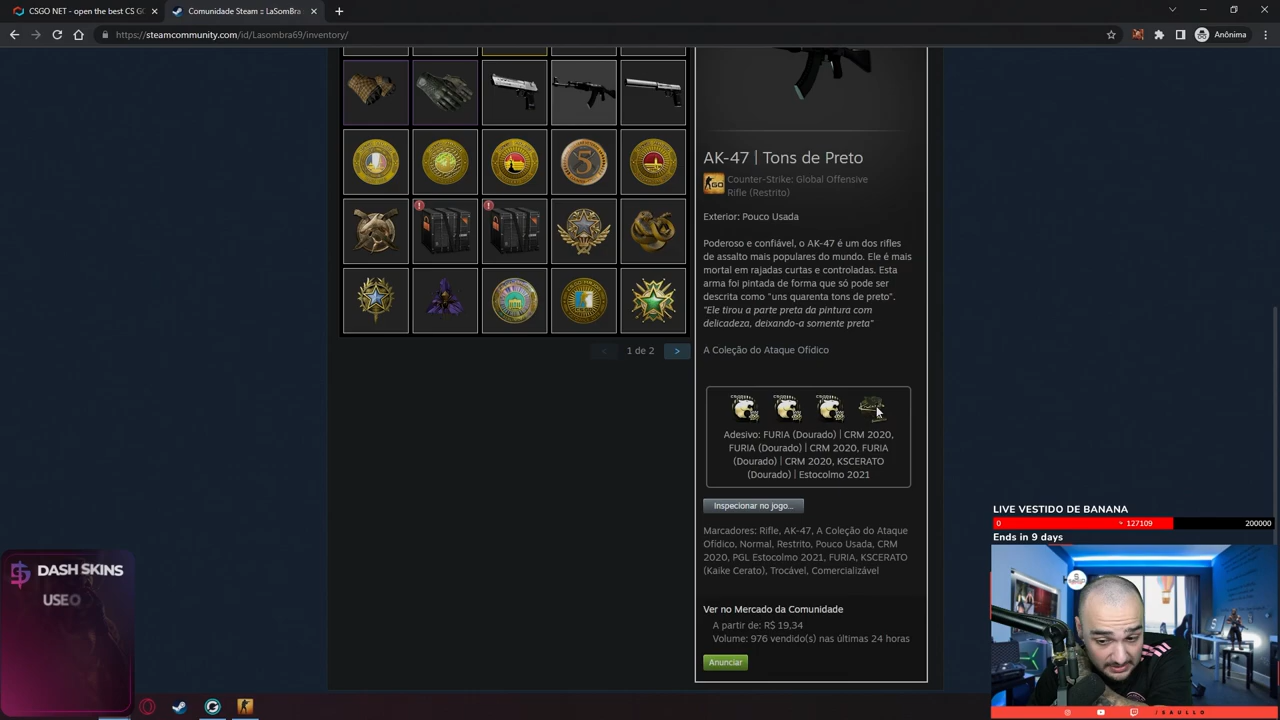 CSGO NET - open the best CS GO
Comunidade Steam :: LaSomBra
https://steamcommunity.com/id/Lasombra69/inventory/
Anônima
AK-47 | Tons de Preto
Counter-Strike: Global Offensive
Rifle (Restrito)
Exterior: Pouco Usada
Poderoso e confiável, o AK-47 é um dos rifles
de assalto mais populares do mundo. Ele é mais
mortal em rajadas curtas e controladas. Esta
arma foi pintada de forma que só pode ser
descrita como "uns quarenta tons de preto".
"Ele tirou a parte preta da pintura com
delicadeza, deixando-a somente preta"
A Coleção do Ataque Ofídico
1 de 2
Adesivo: FURIA (Dourado) | CRM 2020,
FURIA (Dourado) | CRM 2020, FURIA
(Dourado) | CRM 2020, KSCERATO
(Dourado) | Estocolmo 2021
Inspecionar no jogo...
Marcadores: Rifle, AK-47, A Coleção do Ataque
Ofídico, Normal, Restrito, Pouco Usada, CRM
2020, PGL Estocolmo 2021, FURIA, KSCERATO
(Kaike Cerato), Trocável, Comercializável
Ver no Mercado da Comunidade
A partir de: R$ 19,34
Volume: 976 vendido(s) nas últimas 24 horas
Anunciar
DASH SKINS
USE O
LIVE VESTIDO DE BANANA
0 127109 200000
Ends in 9 days
/SAULLO